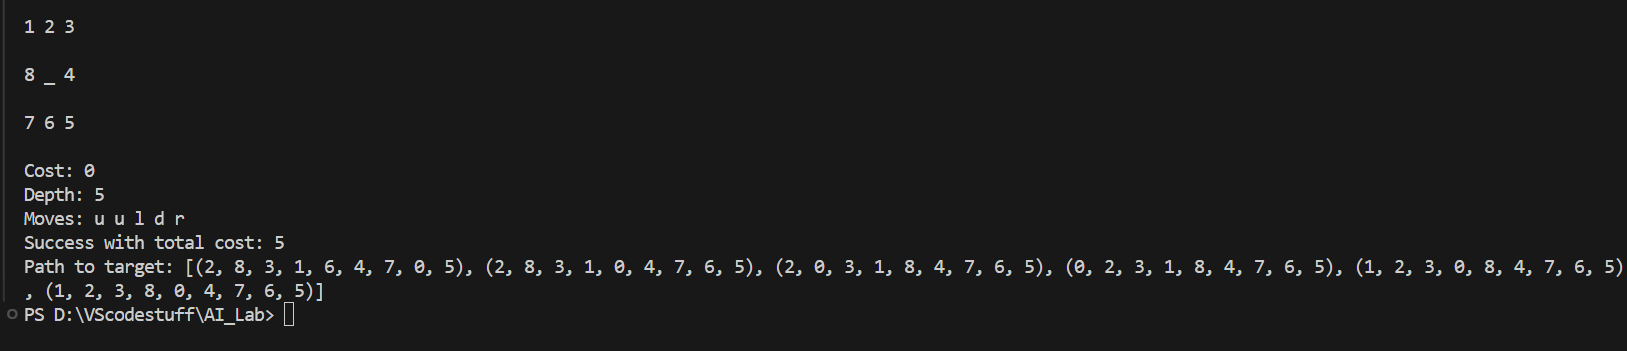 1 2 3
8 _ 4
7 6 5
Cost: 0
Depth: 5
Moves: u u l d r
Success with total cost: 5
Path to target: [(2, 8, 3, 1, 6, 4, 7, 0, 5), (2, 8, 3, 1, 0, 4, 7, 6, 5), (2, 0, 3, 1, 8, 4, 7, 6, 5), (0, 2, 3, 1, 8, 4, 7, 6, 5), (1, 2, 3, 0, 8, 4, 7, 6, 5)
, (1, 2, 3, 8, 0, 4, 7, 6, 5)]
PS D:\VScodestuff\AI_Lab>